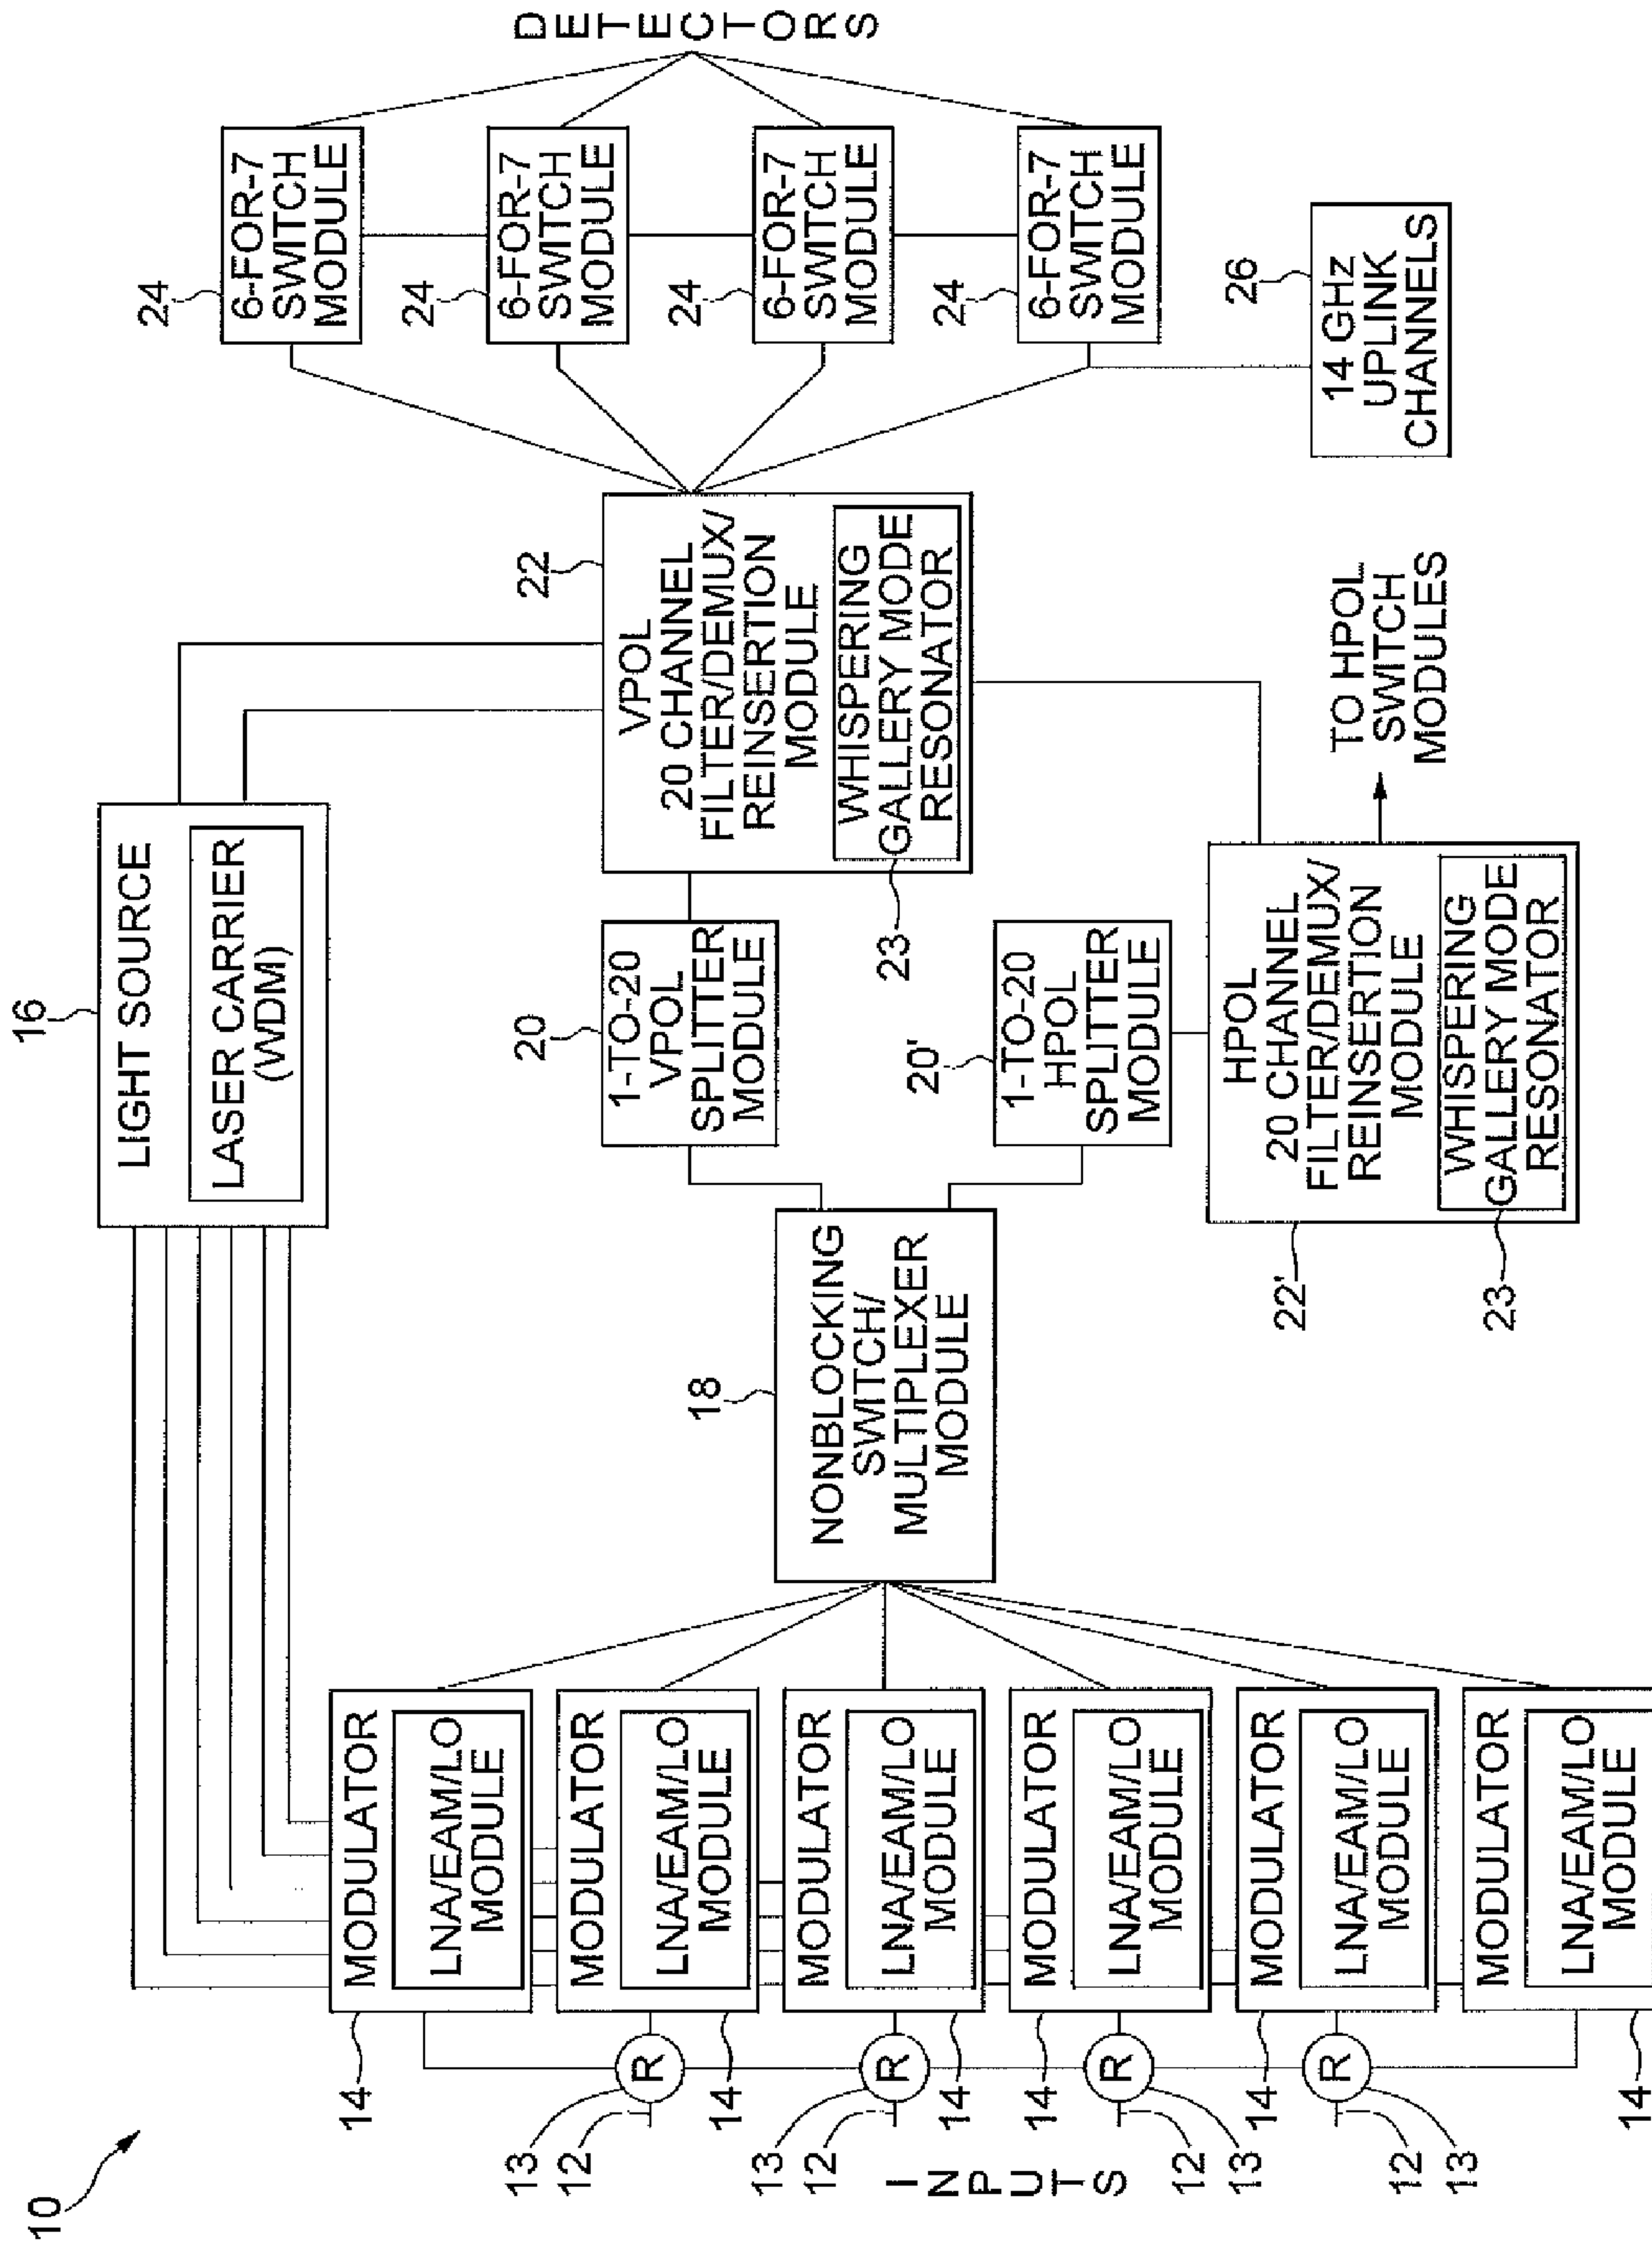 10
INPUTS
12
13
12
13
12
13
12
13
R
R
R
R
14
MODULATOR
LNA/EAM/LO
MODULE
14
MODULATOR
LNA/EAM/LO
MODULE
14
MODULATOR
LNA/EAM/LO
MODULE
14
MODULATOR
LNA/EAM/LO
MODULE
14
MODULATOR
LNA/EAM/LO
MODULE
14
MODULATOR
LNA/EAM/LO
MODULE
16
LIGHT SOURCE
LASER CARRIER
(WDM)
18
NONBLOCKING
SWITCH/
MULTIPLEXER
MODULE
20
1-TO-20
VPOL
SPLITTER
MODULE
20'
1-TO-20
HPOL
SPLITTER
MODULE
22
VPOL
20 CHANNEL
FILTER/DEMUX/
REINSERTION
MODULE
23
WHISPERING
GALLERY MODE
RESONATOR
22'
HPOL
20 CHANNEL
FILTER/DEMUX/
REINSERTION
MODULE
23
WHISPERING
GALLERY MODE
RESONATOR
TO HPOL
SWITCH
MODULES
24
6-FOR-7
SWITCH
MODULE
24
6-FOR-7
SWITCH
MODULE
24
6-FOR-7
SWITCH
MODULE
24
6-FOR-7
SWITCH
MODULE
26
14 GHz
UPLINK
CHANNELS
DETECTORS